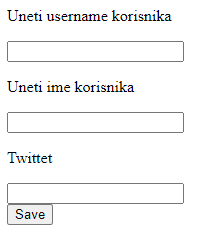 Uneti username korisnika
Uneti ime korisnika
Twittet
Save